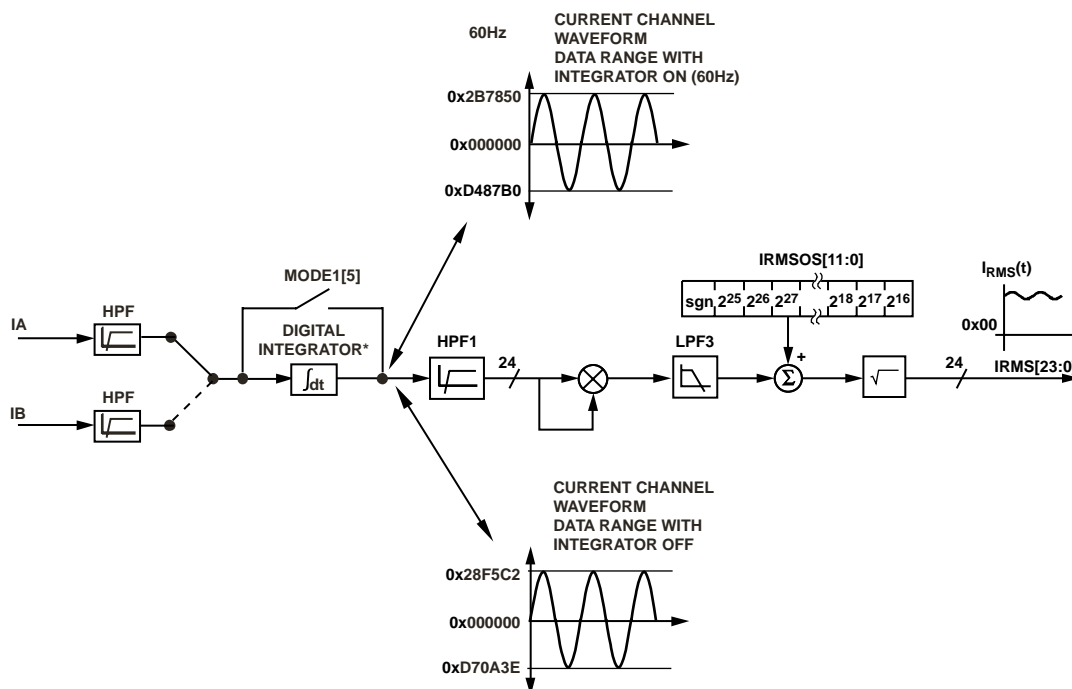 60Hz
CURRENT CHANNEL
WAVEFORM
DATA RANGE WITH
INTEGRATOR ON (60Hz)
0x2B7850
0x000000
0xD487B0
MODE1[5]
IRMSOS[11:0]
IRMS(t)
HPF
sgn 2^25 2^26 2^27 2^18 2^17 2^16
IA
DIGITAL
INTEGRATOR*
HPF1
24
LPF3
+
0x00
∫dt
Σ
√
24
IRMS[23:0
HPF
IB
CURRENT CHANNEL
WAVEFORM
DATA RANGE WITH
INTEGRATOR OFF
0x28F5C2
0x000000
0xD70A3E